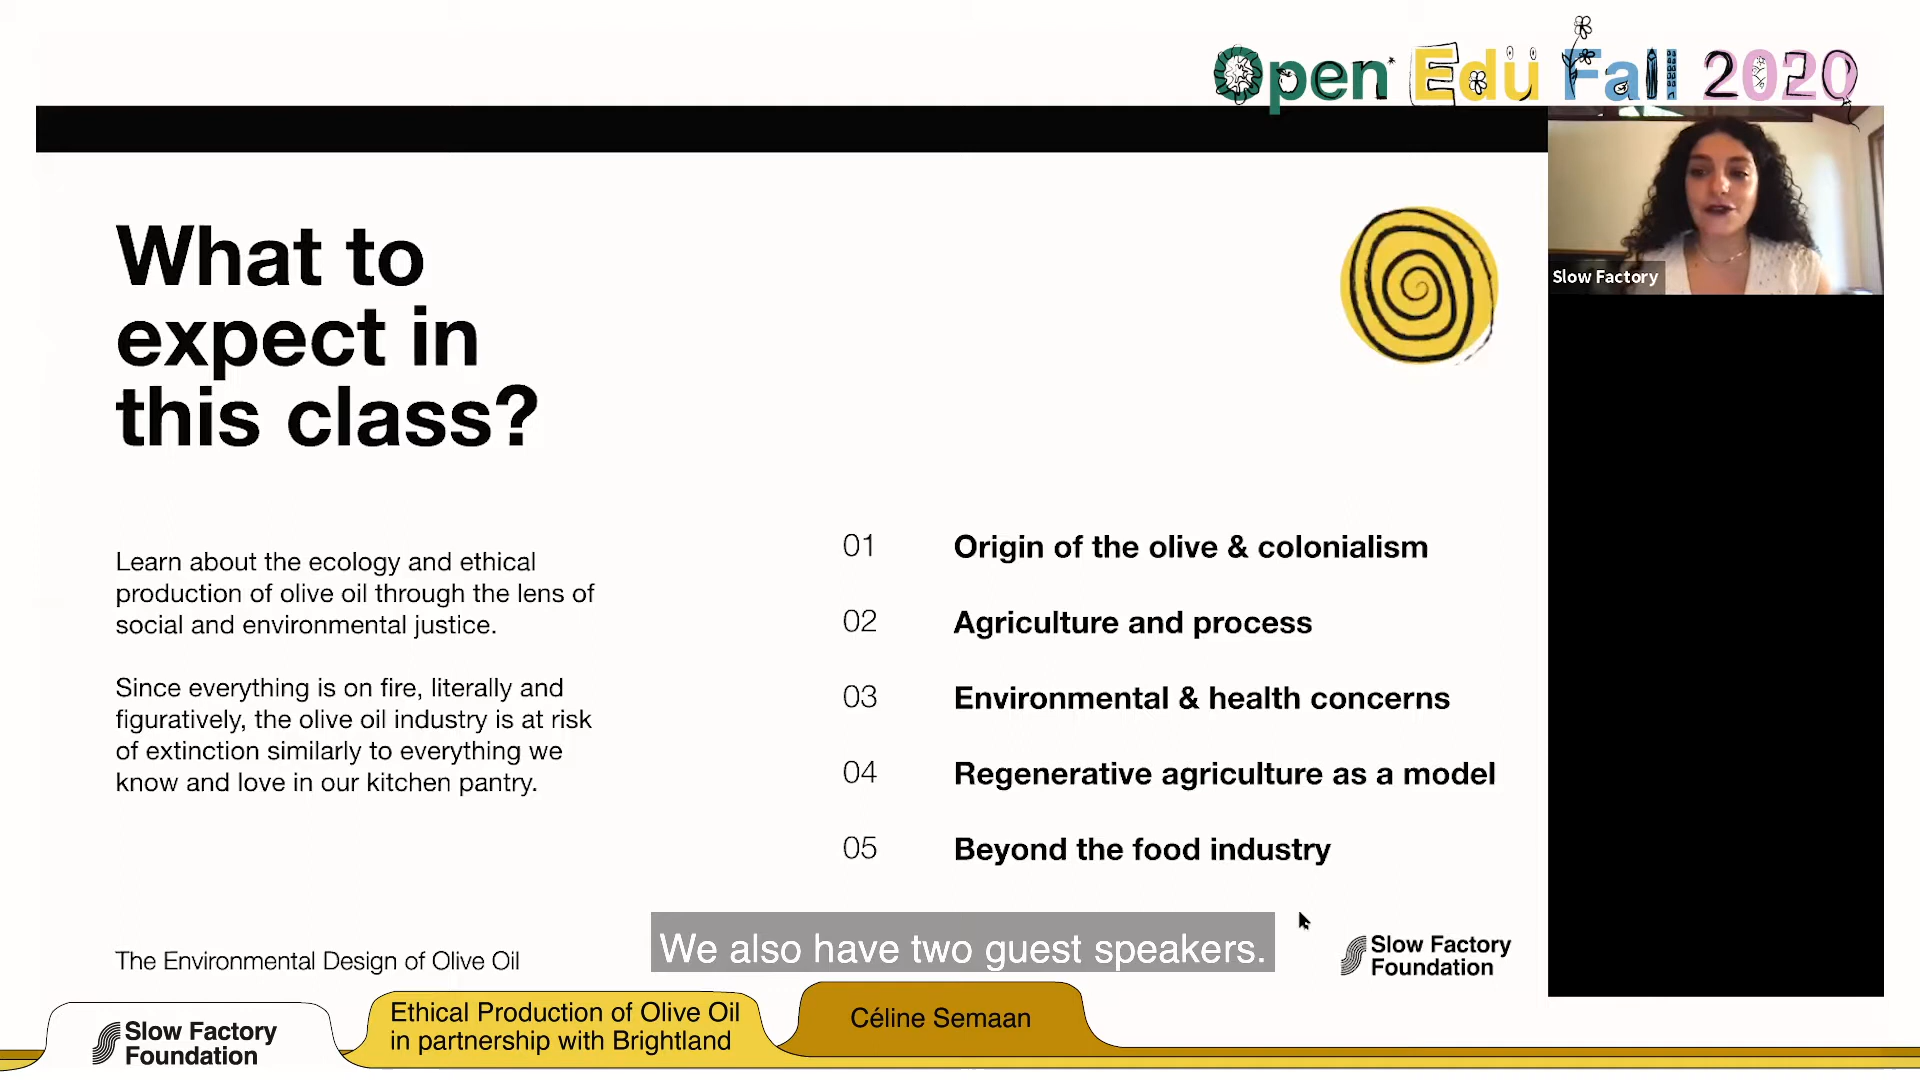 Open Edu Fall 2020
What to
expect in
this class?
Slow Factory
Learn about the ecology and ethical
production of olive oil through the lens of
social and environmental justice.
Since everything is on fire, literally and
figuratively, the olive oil industry is at risk
of extinction similarly to everything we
know and love in our kitchen pantry.
01 Origin of the olive & colonialism
02 Agriculture and process
03 Environmental & health concerns
04 Regenerative agriculture as a model
05 Beyond the food industry
The Environmental Design of Olive Oil
We also have two guest speakers.
Slow Factory
Foundation
Slow Factory
Foundation
Ethical Production of Olive Oil
in partnership with Brightland
Céline Semaan